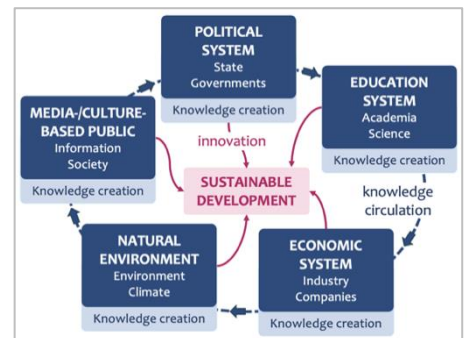 POLITICAL
SYSTEM
State
Governments
Knowledge creation
EDUCATION
SYSTEM
Academia
Science
Knowledge creation
MEDIA-/CULTURE-
BASED PUBLIC
Information
Society
Knowledge creation
innovation
SUSTAINABLE
DEVELOPMENT
knowledge
circulation
NATURAL
ENVIRONMENT
Environment
Climate
Knowledge creation
ECONOMIC
SYSTEM
Industry
Companies
Knowledge creation